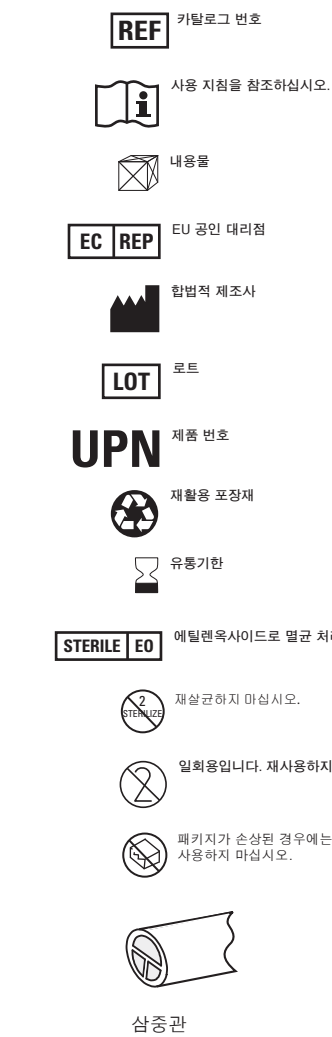 REF 카탈로그 번호
i 사용 지침을 참조하십시오.
내용물
EC REP EU 공인 대리점
합법적 제조사
LOT 로트
UPN 제품 번호
재활용 포장재
유통기한
STERILE EO 에틸렌옥사이드로 멸균
2
STERILIZE 재살균하지 마십시오.
2 일회용입니다. 재사용하지
패키지가 손상된 경우에는
사용하지 마십시오.
삼중관